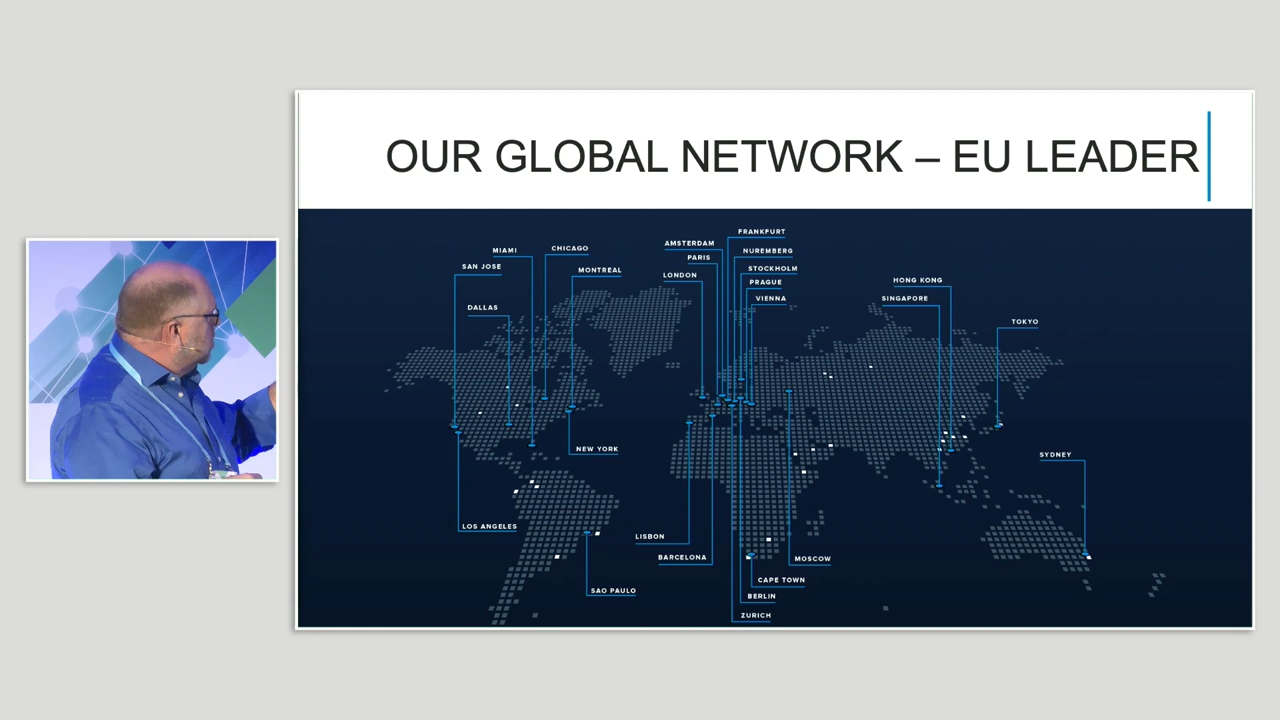 OUR GLOBAL NETWORK – EU LEADER
FRANKFURT
AMSTERDAM
MIAMI
CHICAGO
NUREMBERG
PARIS
SAN JOSE
MONTREAL
LONDON
STOCKHOLM
HONG KONG
PRAGUE
VIENNA
SINGAPORE
DALLAS
TOKYO
NEW YORK
SYDNEY
LOS ANGELES
LISBON
BARCELONA
MOSCOW
CAPE TOWN
SAO PAULO
BERLIN
ZURICH